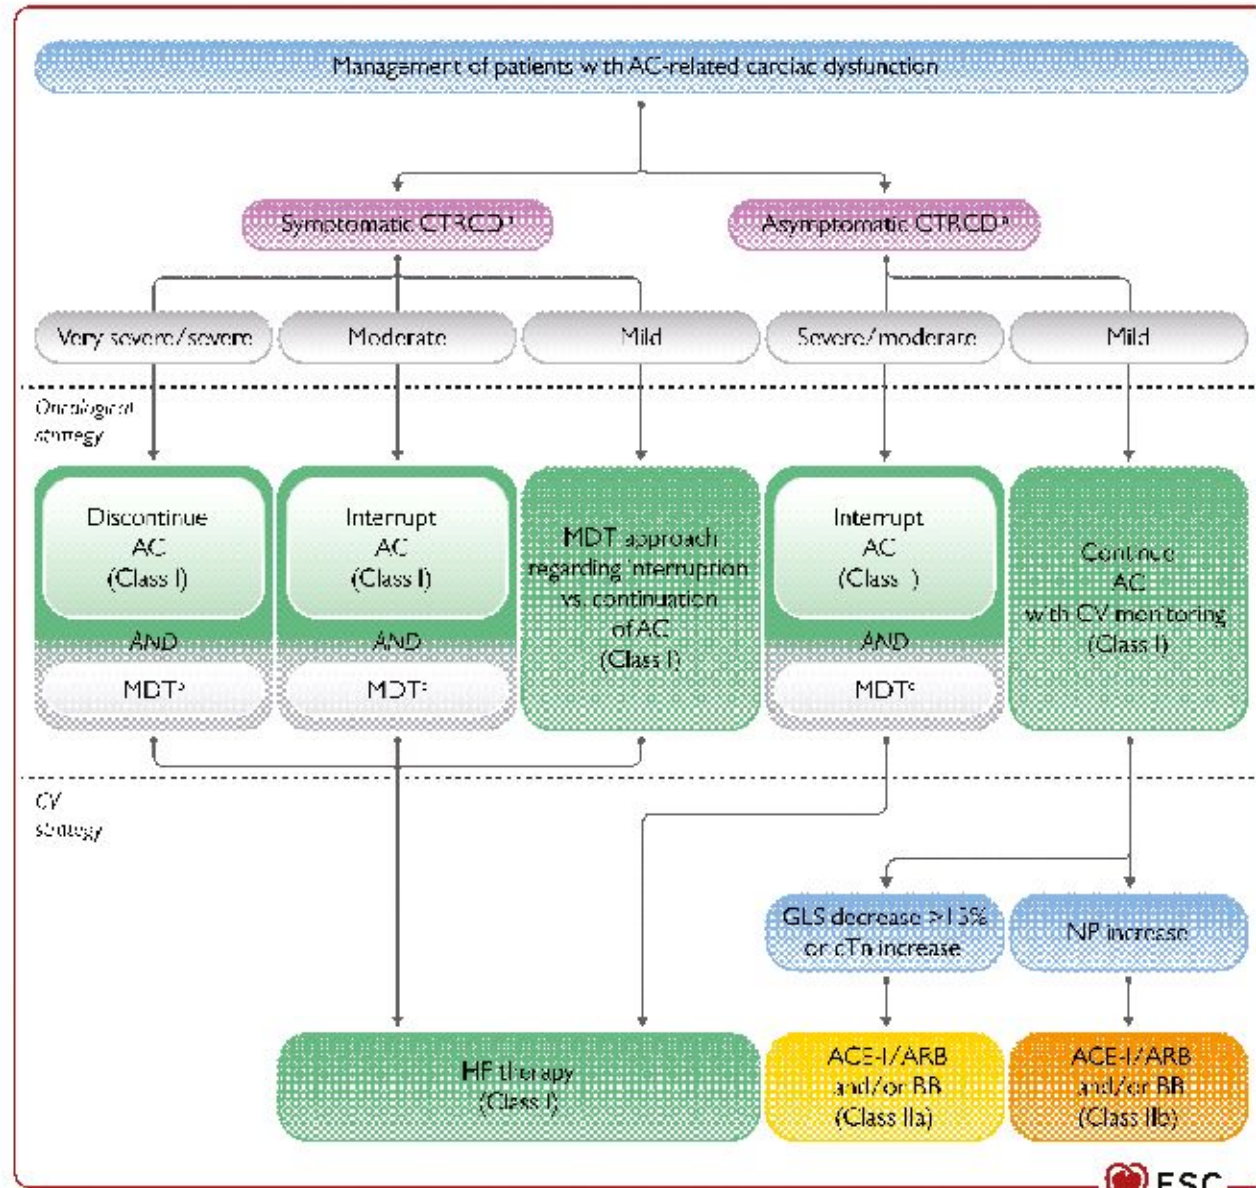 Management of patients with AC-related cardiac dysfunction
Symptomatic CTRCD
Asymptomatic CTRCD
Very severe/severe
Moderate
Mild
Severe/moderate
Mild
Oncological
strategy
Discontinue
AC
(Class I)
AND
MDT
Interrupt
AC
(Class I)
AND
MDT
MDT approach
regarding interruption
vs. continuation
of AC
(Class I)
Interrupt
AC
(Class I)
AND
MDT
Continue
AC
with CV monitoring
(Class I)
CV
strategy
GLS decrease >15%
or cTn increase
NP increase
HF therapy
(Class I)
ACE-I/ARB
and/or BB
(Class IIa)
ACE-I/ARB
and/or BB
(Class IIb)
ESC